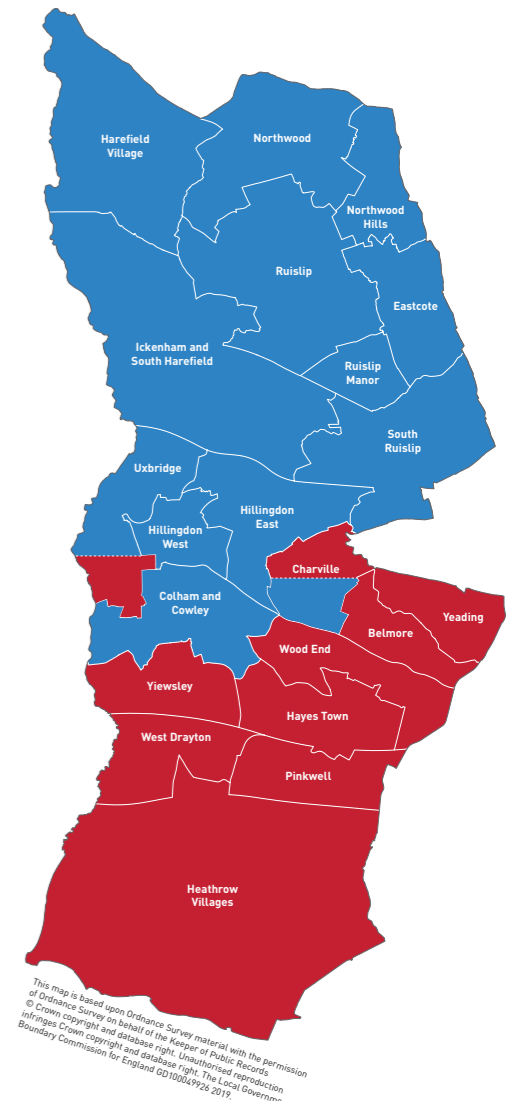 Harefield
Village
Northwood
Northwood
Hills
Ruislip
Eastcote
Ickenham and
South Harefield
Ruislip
Manor
South
Ruislip
Uxbridge
Hillingdon
East
Hillingdon
West
Charville
Colham and
Cowley
Yeading
Belmore
Wood End
Yiewsley
Hayes Town
West Drayton
Pinkwell
Heathrow
Villages
This map is based upon Ordnance Survey material with the permission
of Ordnance Survey on behalf of the Keeper of Public Records
© Crown copyright and database right. Unauthorised reproduction
infringes Crown copyright and database right. The Local Governme
Boundary Commission for England GD100049926 2019.